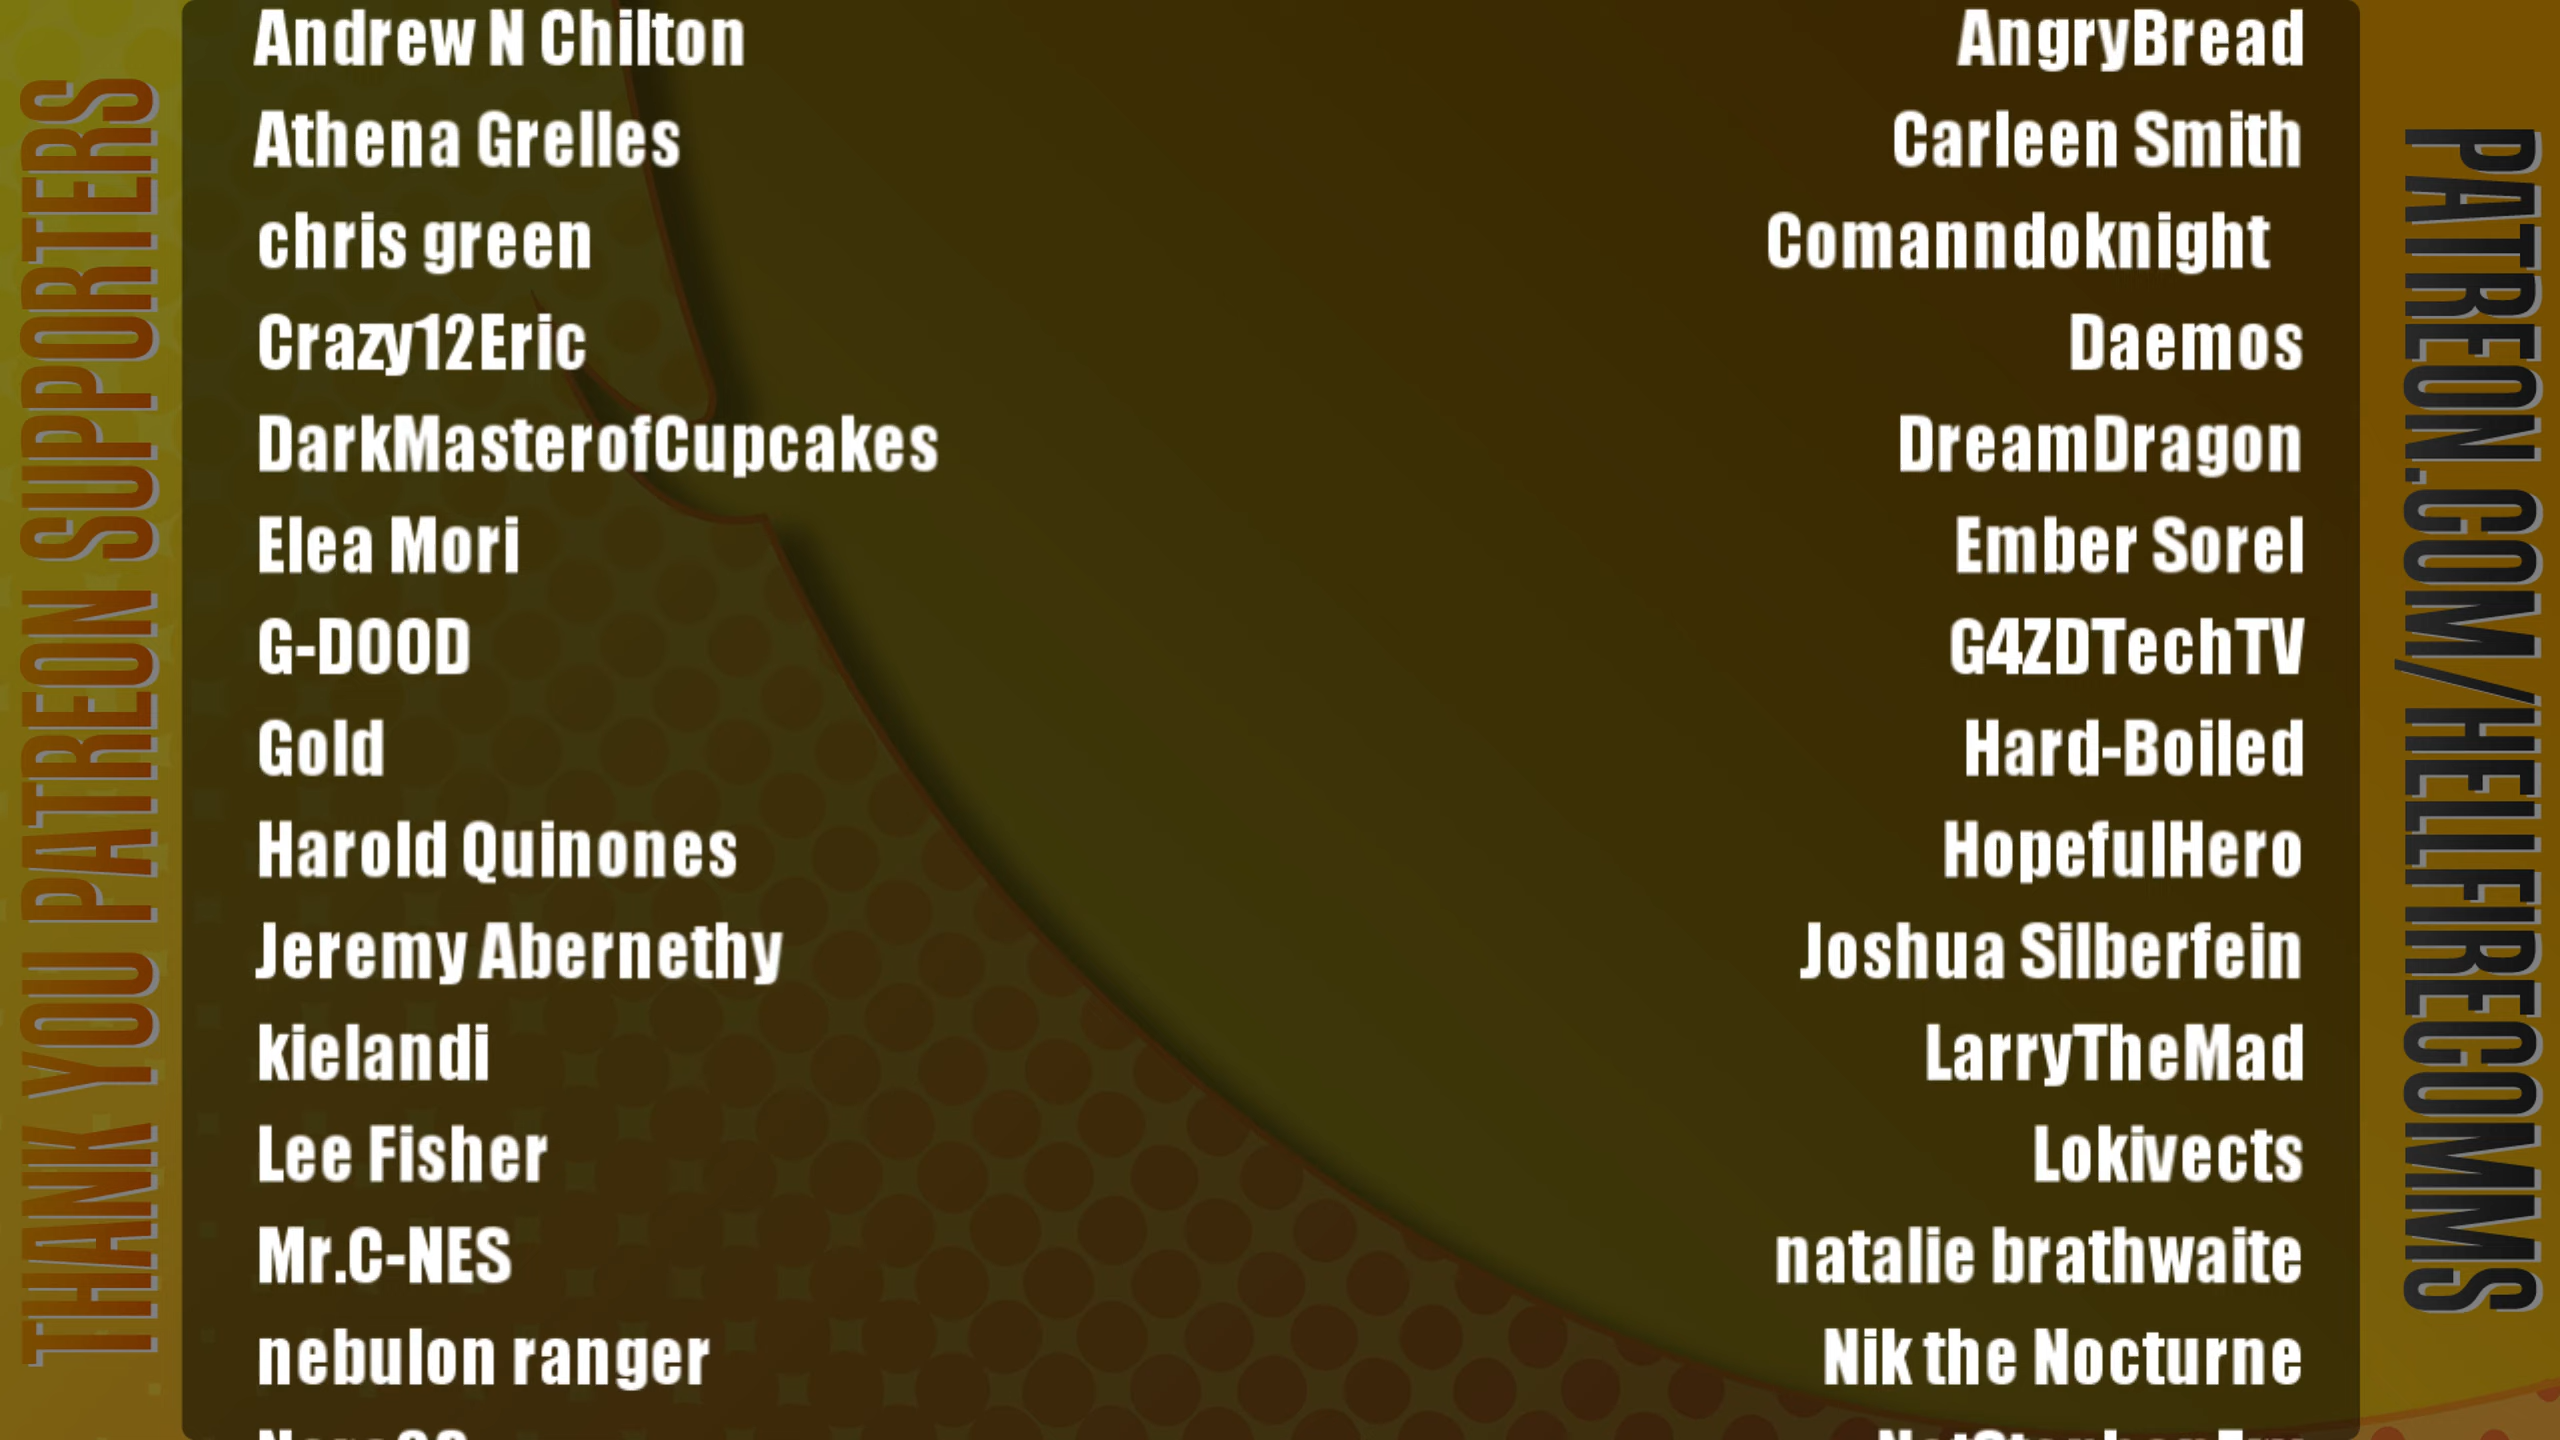 THANK YOU PATREON SUPPORTERS
Andrew N Chilton
Athena Grelles
chris green
Crazy12Eric
DarkMasterofCupcakes
Elea Mori
G-DOOD
Gold
Harold Quinones
Jeremy Abernethy
kielandi
Lee Fisher
Mr.C-NES
nebulon ranger
AngryBread
Carleen Smith
Comanndoknight
Daemos
DreamDragon
Ember Sorel
G4ZDTechTV
Hard-Boiled
HopefulHero
Joshua Silberfein
LarryTheMad
Lokivects
natalie brathwaite
Nik the Nocturne
PATREON.COM/HELLFIRECOMMS